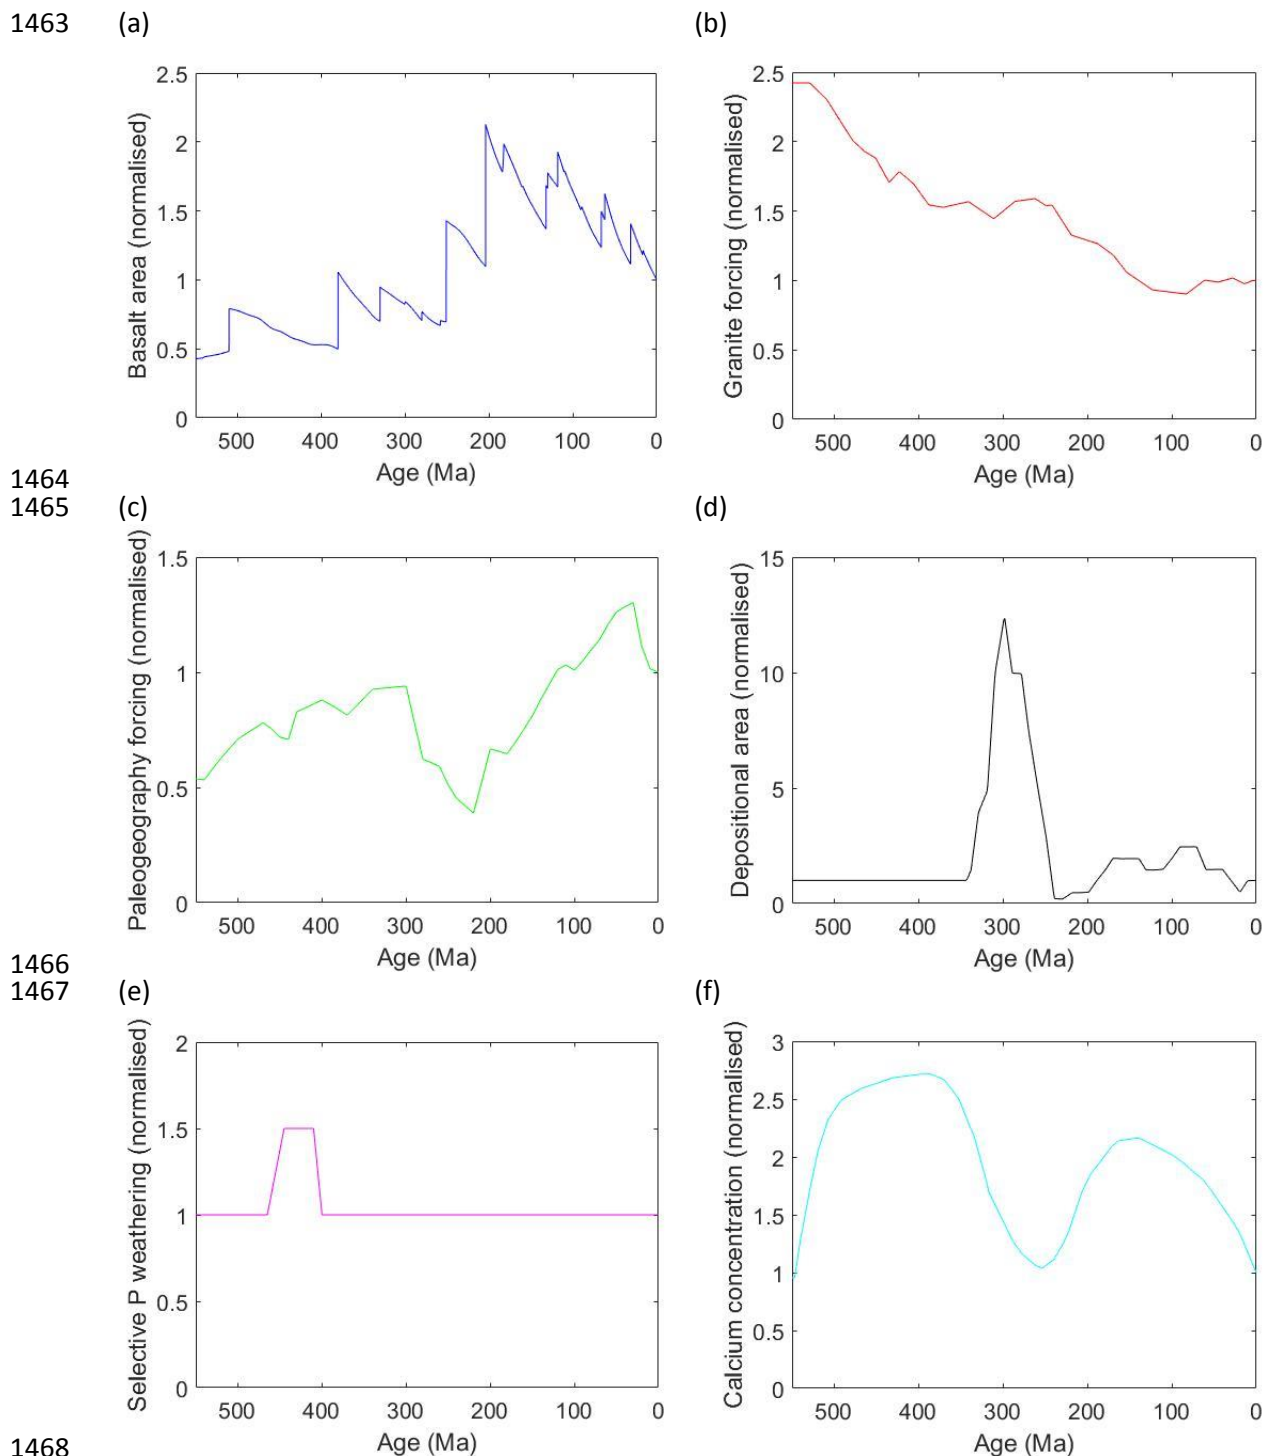 1463 (a) (b)
Basalt area (normalised)
2.5
2
1.5
1
0.5
0
500 400 300 200 100 0
Age (Ma)
Granite forcing (normalised)
2.5
2
1.5
1
0.5
0
500 400 300 200 100 0
Age (Ma)
1464
1465 (c) (d)
Paleogeography forcing (normalised)
1.5
1
0.5
0
500 400 300 200 100 0
Age (Ma)
Depositional area (normalised)
15
10
5
0
500 400 300 200 100 0
Age (Ma)
1466
1467 (e) (f)
Selective P weathering (normalised)
2
1.5
1
0.5
0
500 400 300 200 100 0
Age (Ma)
Calcium concentration (normalised)
3
2.5
2
1.5
1
0.5
0
500 400 300 200 100 0
Age (Ma)
1468